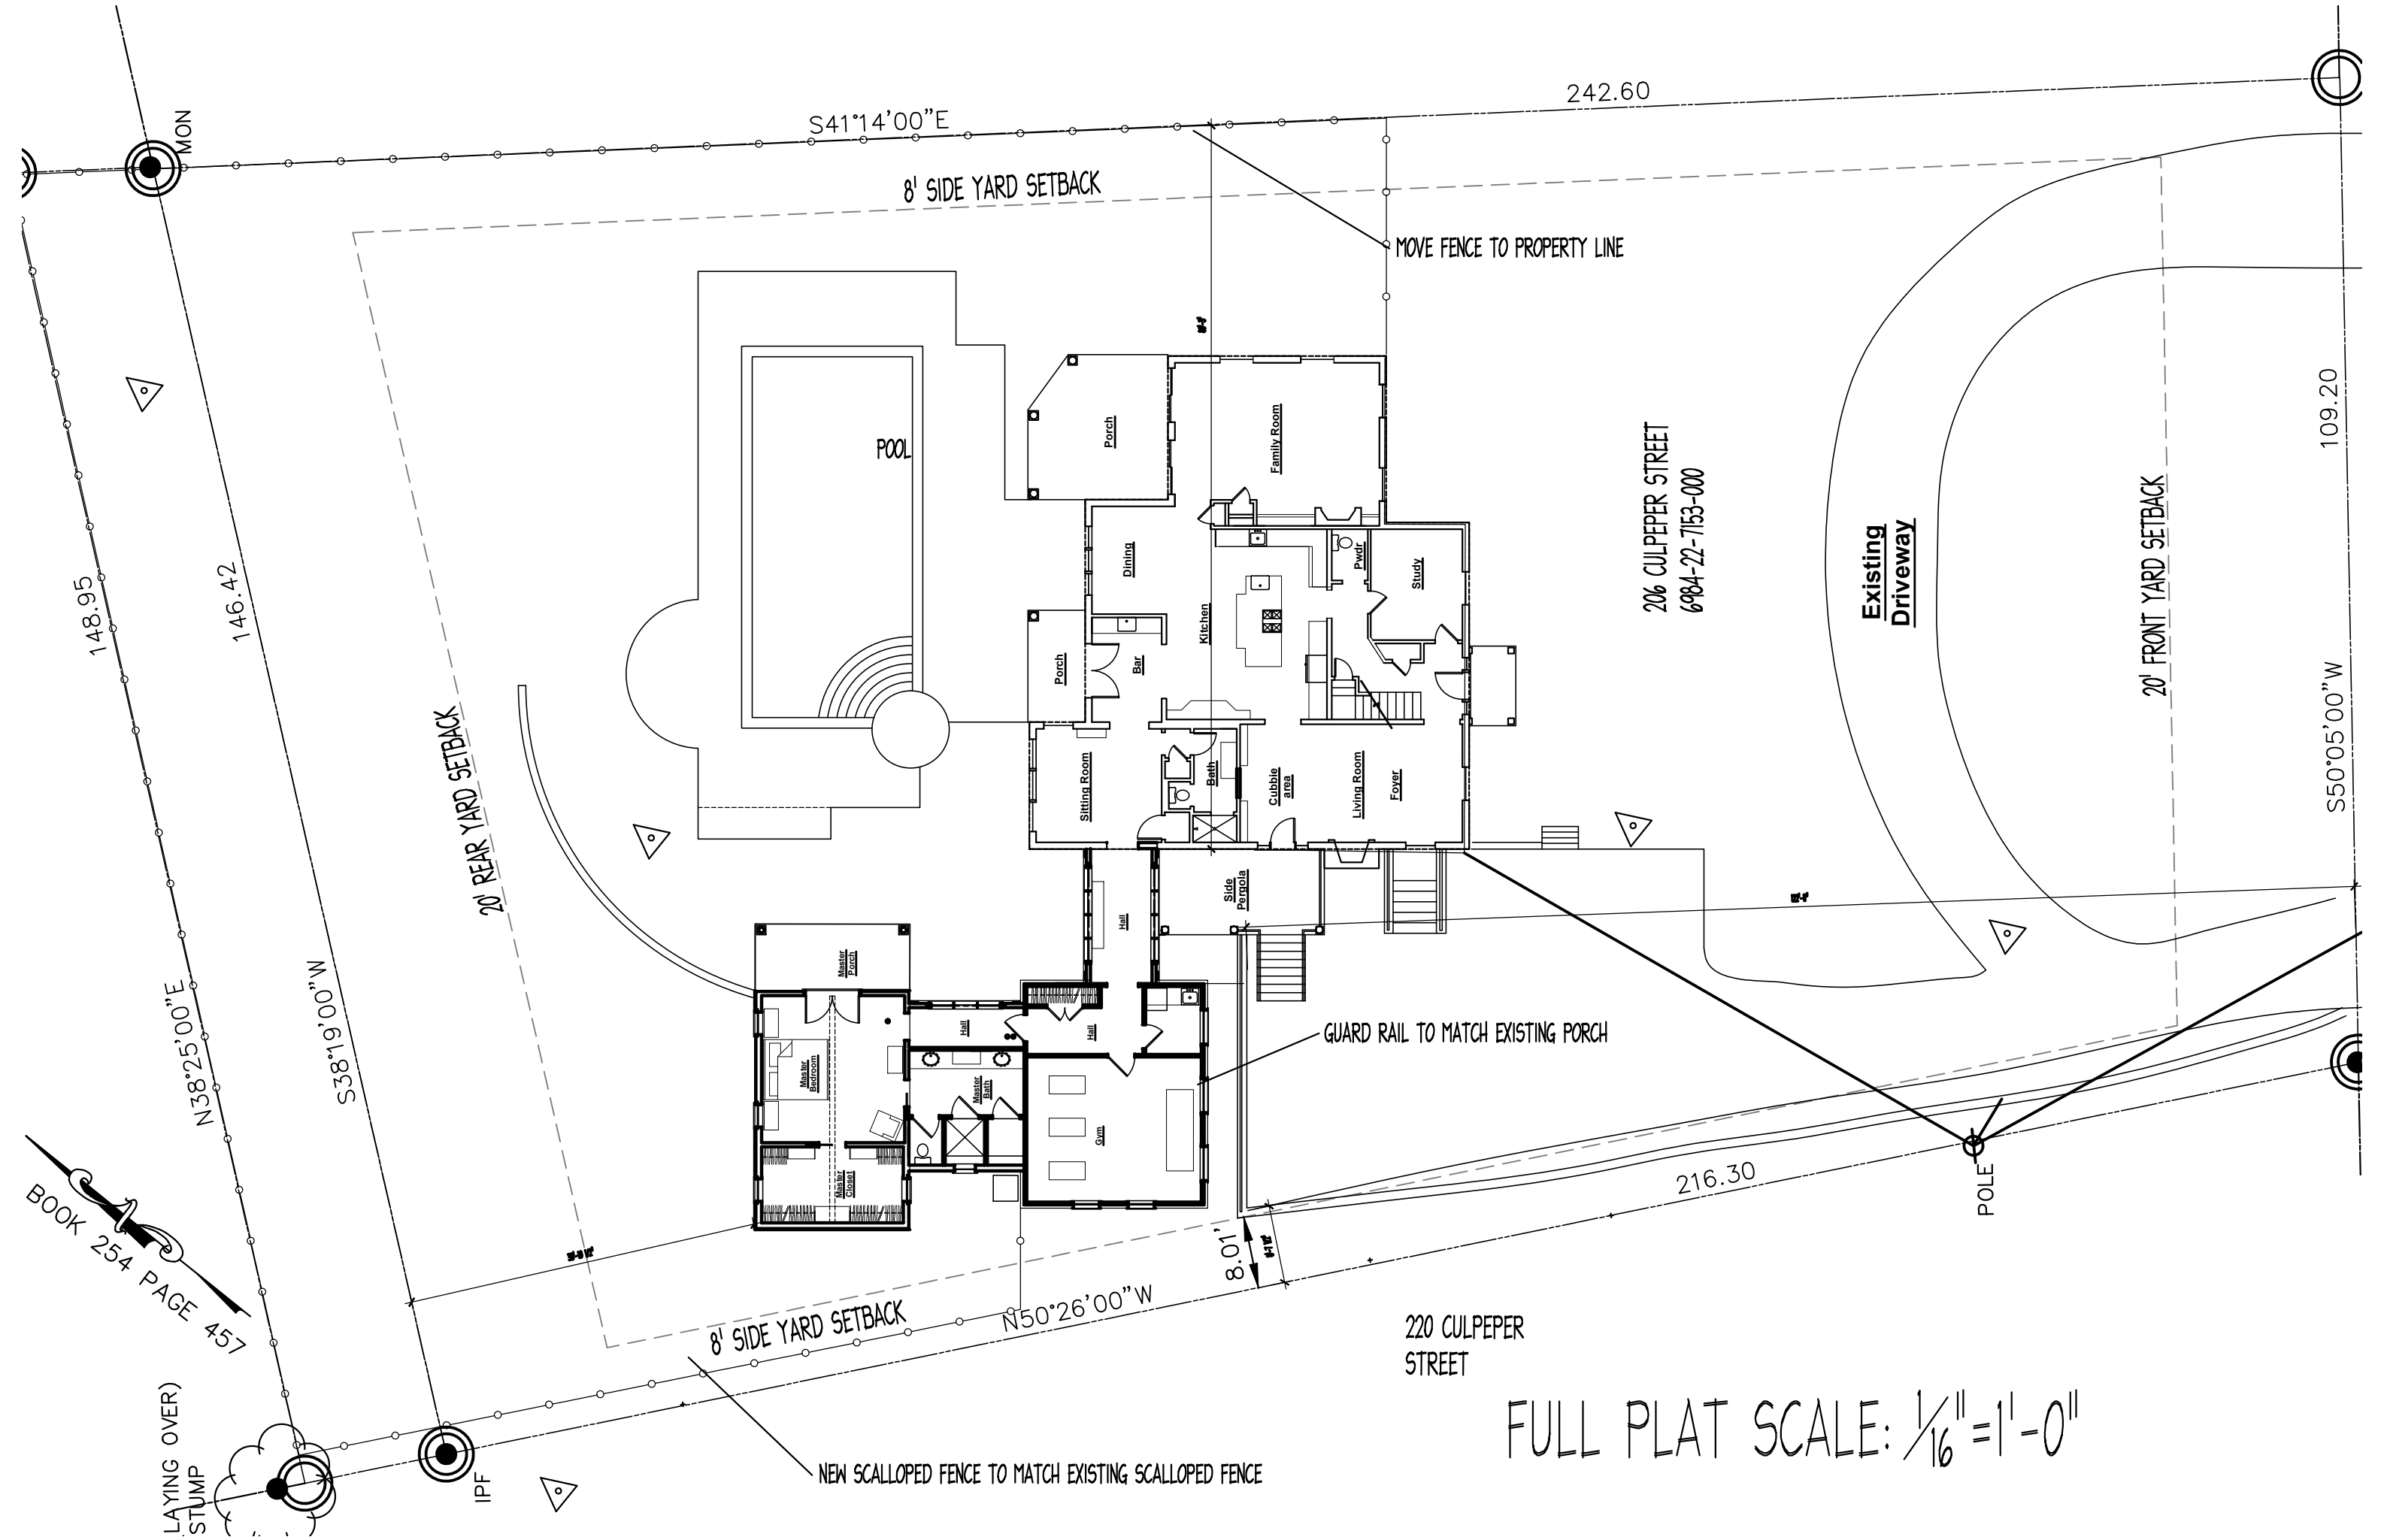 MON
S41°14'00"E
242.60
8' SIDE YARD SETBACK
MOVE FENCE TO PROPERTY LINE
148.95
146.42
POOL
Porch
Family Room
109.20
206 CULPEPER STREET
6984-22-7153-000
Existing
Driveway
20' FRONT YARD SETBACK
Dining
Pwdr
Study
Kitchen
Porch
Bar
20' REAR YARD SETBACK
Sitting Room
Bath
Cubbie
area
Living Room
Foyer
S50°05'00"W
Side
Pergola
Hall
Master
Porch
N38°25'00"E
S38°19'00"W
Hall
Hall
GUARD RAIL TO MATCH EXISTING PORCH
Master
Bedroom
Master
Bath
Gym
Master
Closet
POLE
216.30
BOOK 254 PAGE 457
8.01'
8' SIDE YARD SETBACK
N50°26'00"W
220 CULPEPER
STREET
LAYING OVER)
STUMP
IPF
NEW SCALLOPED FENCE TO MATCH EXISTING SCALLOPED FENCE
FULL PLAT SCALE: 1/16"=1'-0"